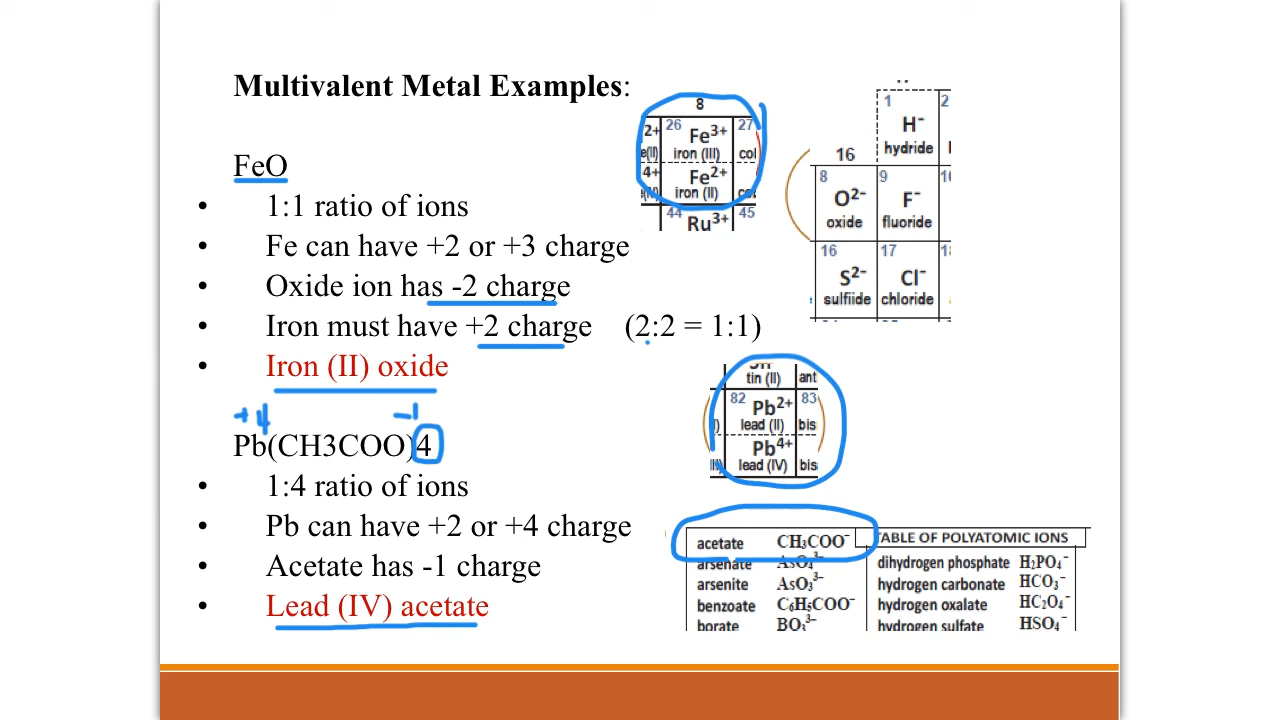 Multivalent Metal Examples:
FeO
• 1:1 ratio of ions
• Fe can have +2 or +3 charge
• Oxide ion has -2 charge
• Iron must have +2 charge (2:2 = 1:1)
• Iron (II) oxide
+4 -1
Pb(CH3COO)4
• 1:4 ratio of ions
• Pb can have +2 or +4 charge
• Acetate has -1 charge
• Lead (IV) acetate
8
2+ 26 Fe³⁺ 27
e(II) iron (III) col
4+ Fe²⁺
iron (II) co
44 Ru³⁺ 45
1 2
H⁻
hydride
16
8 9 10
O²⁻ F⁻
oxide fluoride
16 17 18
S²⁻ Cl⁻
sulfiide chloride
tin (II) ant
82 Pb²⁺ 83
lead (II) bis
Pb⁴⁺
lead (IV) bis
acetate CH₃COO⁻ TABLE OF POLYATOMIC IONS
arsenate AsO₄³⁻ dihydrogen phosphate H₂PO₄⁻
arsenite AsO₃³⁻ hydrogen carbonate HCO₃⁻
benzoate C₆H₅COO⁻ hydrogen oxalate HC₂O₄⁻
borate BO₃³⁻ hydrogen sulfate HSO₄⁻